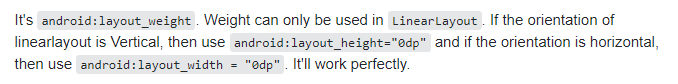 It's android:layout_weight. Weight can only be used in LinearLayout. If the orientation of
linearlayout is Vertical, then use android:layout_height="0dp" and if the orientation is horizontal,
then use android:layout_width = "0dp". It'll work perfectly.